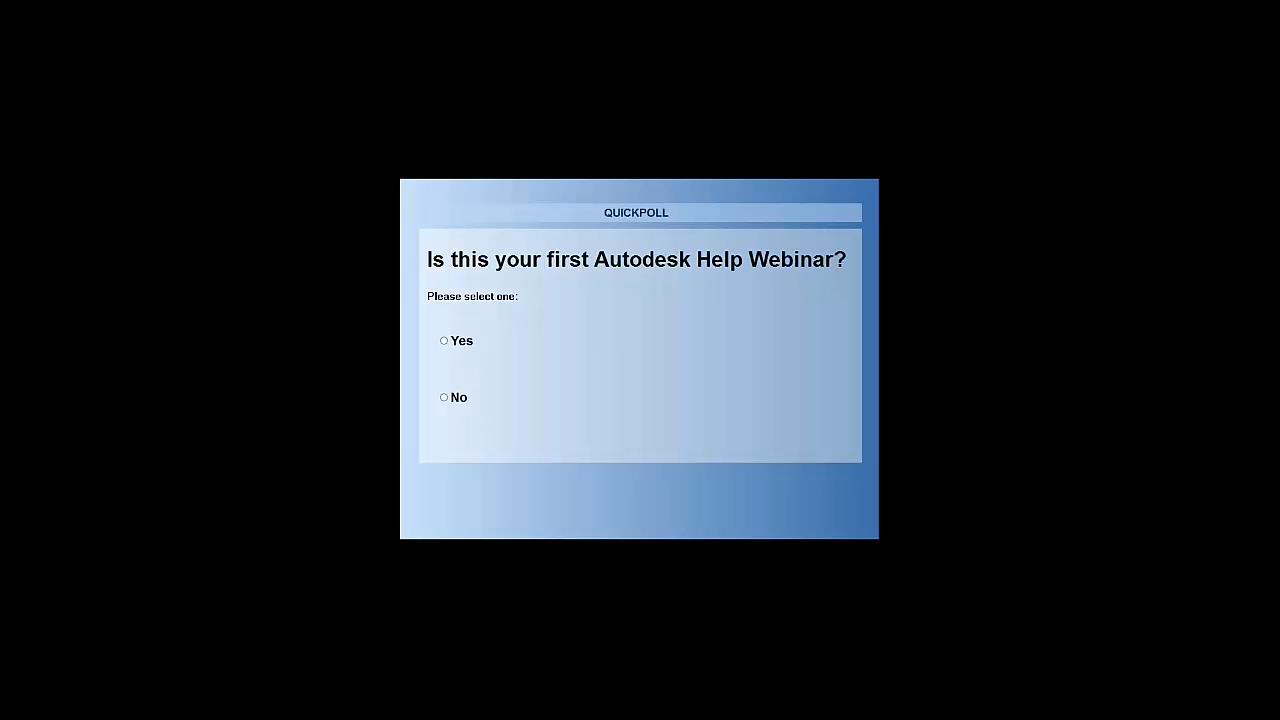 QUICKPOLL
Is this your first Autodesk Help Webinar?
Please select one:
Yes
No